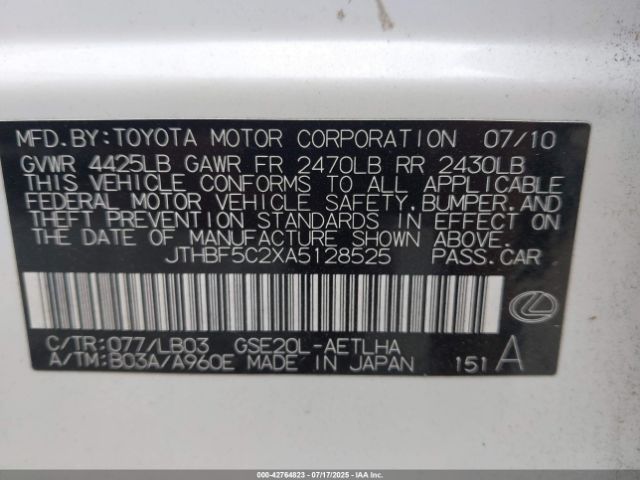 MFD.BY:TOYOTA MOTOR CORPORATION 07/10
GVWR 4425LB GAWR FR 2470LB RR 2430LB
THIS VEHICLE CONFORMS TO ALL APPLICABLE
FEDERAL MOTOR VEHICLE SAFETY,BUMPER,AND
THEFT PREVENTION STANDARDS IN EFFECT ON
THE DATE OF MANUFACTURE SHOWN ABOVE.
JTHBF5C2XA5128525 PASS.CAR
C/TR:077/LB03 GSE20L-AETLHA
A/TM:B03A/A960E MADE IN JAPAN 151 A
000-42764823 - 07/17/2025 - IAAI.COM